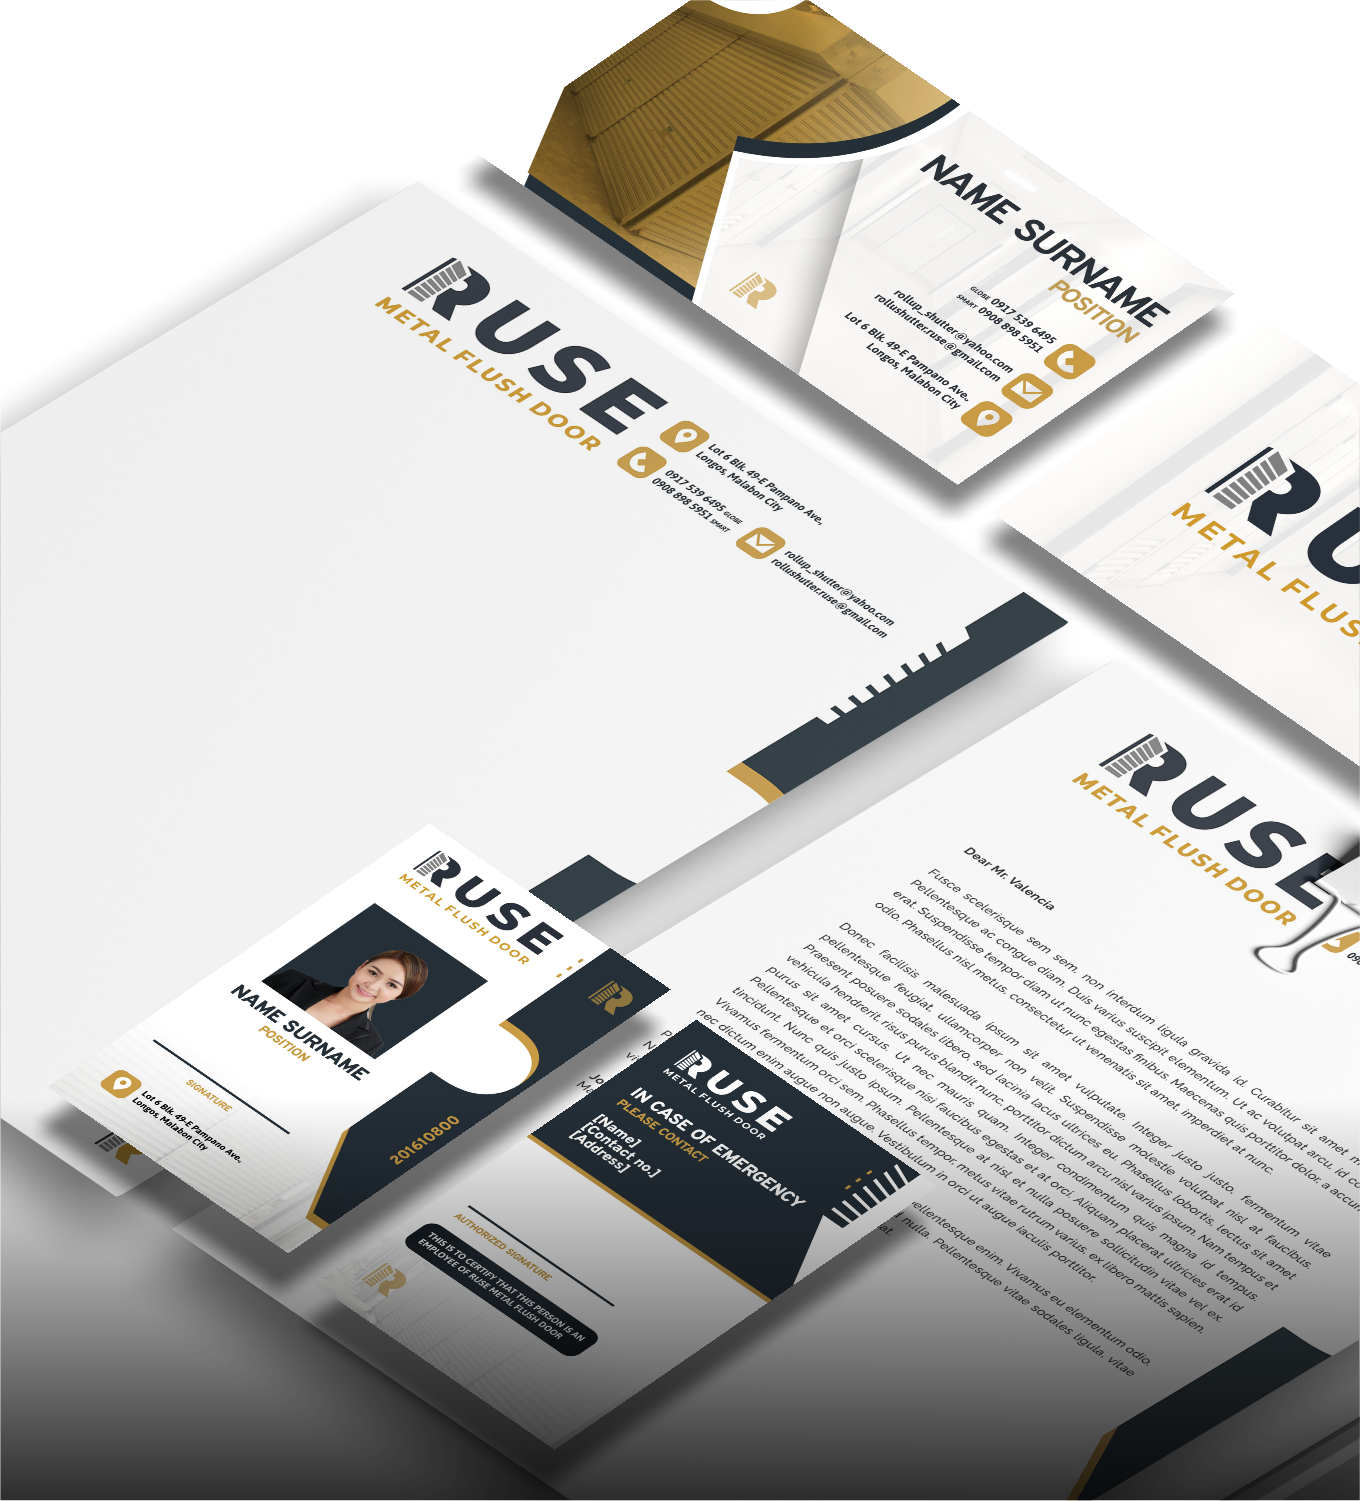 NAME SURNAME
POSITION
GLOBE 0917 539 6495
SMART 0908 898 5951
rollup_shutter@yahoo.com
rollushutter.ruse@gmail.com
Lot 6 Blk. 49-E Pampano Ave.,
Longos, Malabon City
RUSE
METAL FLUSH DOOR
Lot 6 Blk. 49-E Pampano Ave.,
Longos, Malabon City
0917 539 6495 GLOBE
0908 898 5951 SMART
rollup_shutter@yahoo.com
rollushutter.ruse@gmail.com
RU
METAL FLUS
RUSE
METAL FLUSH DOOR
Dear Mr. Valencia
Fusce scelerisque sem sem, non interdum ligula gravida id. Curabitur sit amet
Pellentesque ac congue diam. Duis varius suscipit elementum. Ut ac volutpat arcu, id
erat. Suspendisse tempor diam ut nunc egestas finibus. Maecenas quis porttitor dolor, a
odio. Phasellus nisl metus, consectetur ut venenatis sit amet, imperdiet at nunc.
Donec facilisis malesuada ipsum sit amet vulputate. Integer justo justo, fermentum vitae
pellentesque feugiat, ullamcorper non velit. Suspendisse molestie volutpat nisl, at faucibus.
Praesent posuere sodales libero, sed lacinia lacus ultrices eu. Phasellus lobortis, lectus sit amet
vehicula hendrerit, risus purus blandit nunc, porttitor dictum arcu nisl varius ipsum. Nam tempus et
purus sit amet cursus. Ut nec mauris quam. Integer condimentum quis magna id tempus.
Pellentesque et orci scelerisque nisl faucibus egestas et at orci. Aliquam placerat ultricies erat id
tincidunt. Nunc quis justo ipsum. Pellentesque at nisl et nulla posuere sollicitudin vitae vel ex.
Vivamus fermentum orci sem. Phasellus tempor, metus vitae rutrum varius, ex libero mattis sapien,
nec dictum enim augue non augue. Vestibulum in orci ut augue iaculis porttitor.
ellentesque enim. Vivamus eu elementum odio.
nulla. Pellentesque vitae sodales ligula, vitae
RUSE
METAL FLUSH DOOR
NAME SURNAME
POSITION
SIGNATURE
Lot 6 Blk. 49-E Pampano Ave.,
Longos, Malabon City
201610800
RUSE
METAL FLUSH DOOR
IN CASE OF EMERGENCY
PLEASE CONTACT
[Name]
[Contact no.]
[Address]
AUTHORIZED SIGNATURE
THIS IS TO CERTIFY THAT THIS PERSON IS AN
EMPLOYEE OF RUSE METAL FLUSH DOOR